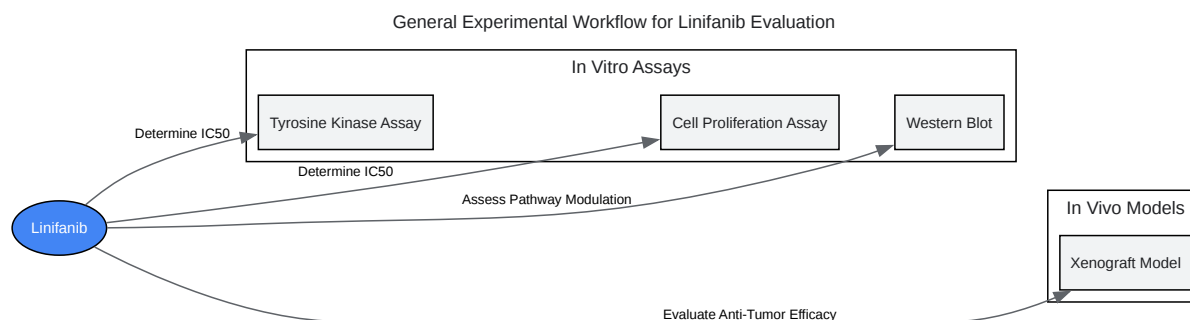 General Experimental Workflow for Linifanib Evaluation
In Vitro Assays
Tyrosine Kinase Assay
Cell Proliferation Assay
Western Blot
Determine IC50
Determine IC50
Assess Pathway Modulation
Linifanib
In Vivo Models
Xenograft Model
Evaluate Anti-Tumor Efficacy